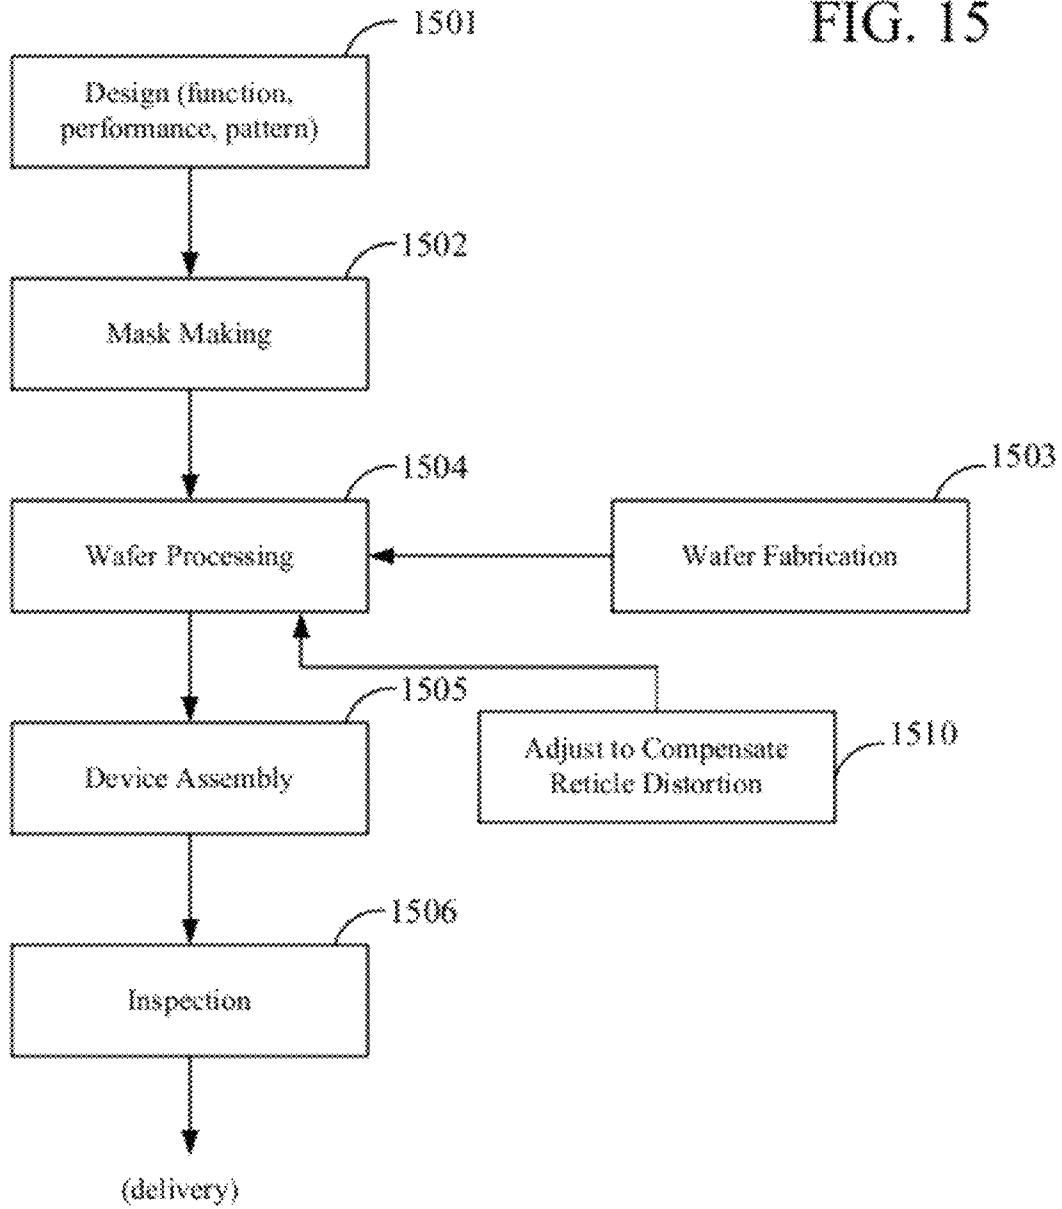 FIG. 15
1501
Design (function,
performance, pattern)
1502
Mask Making
1504
Wafer Processing
1503
Wafer Fabrication
1505
Device Assembly
1510
Adjust to Compensate
Reticle Distortion
1506
Inspection
(delivery)